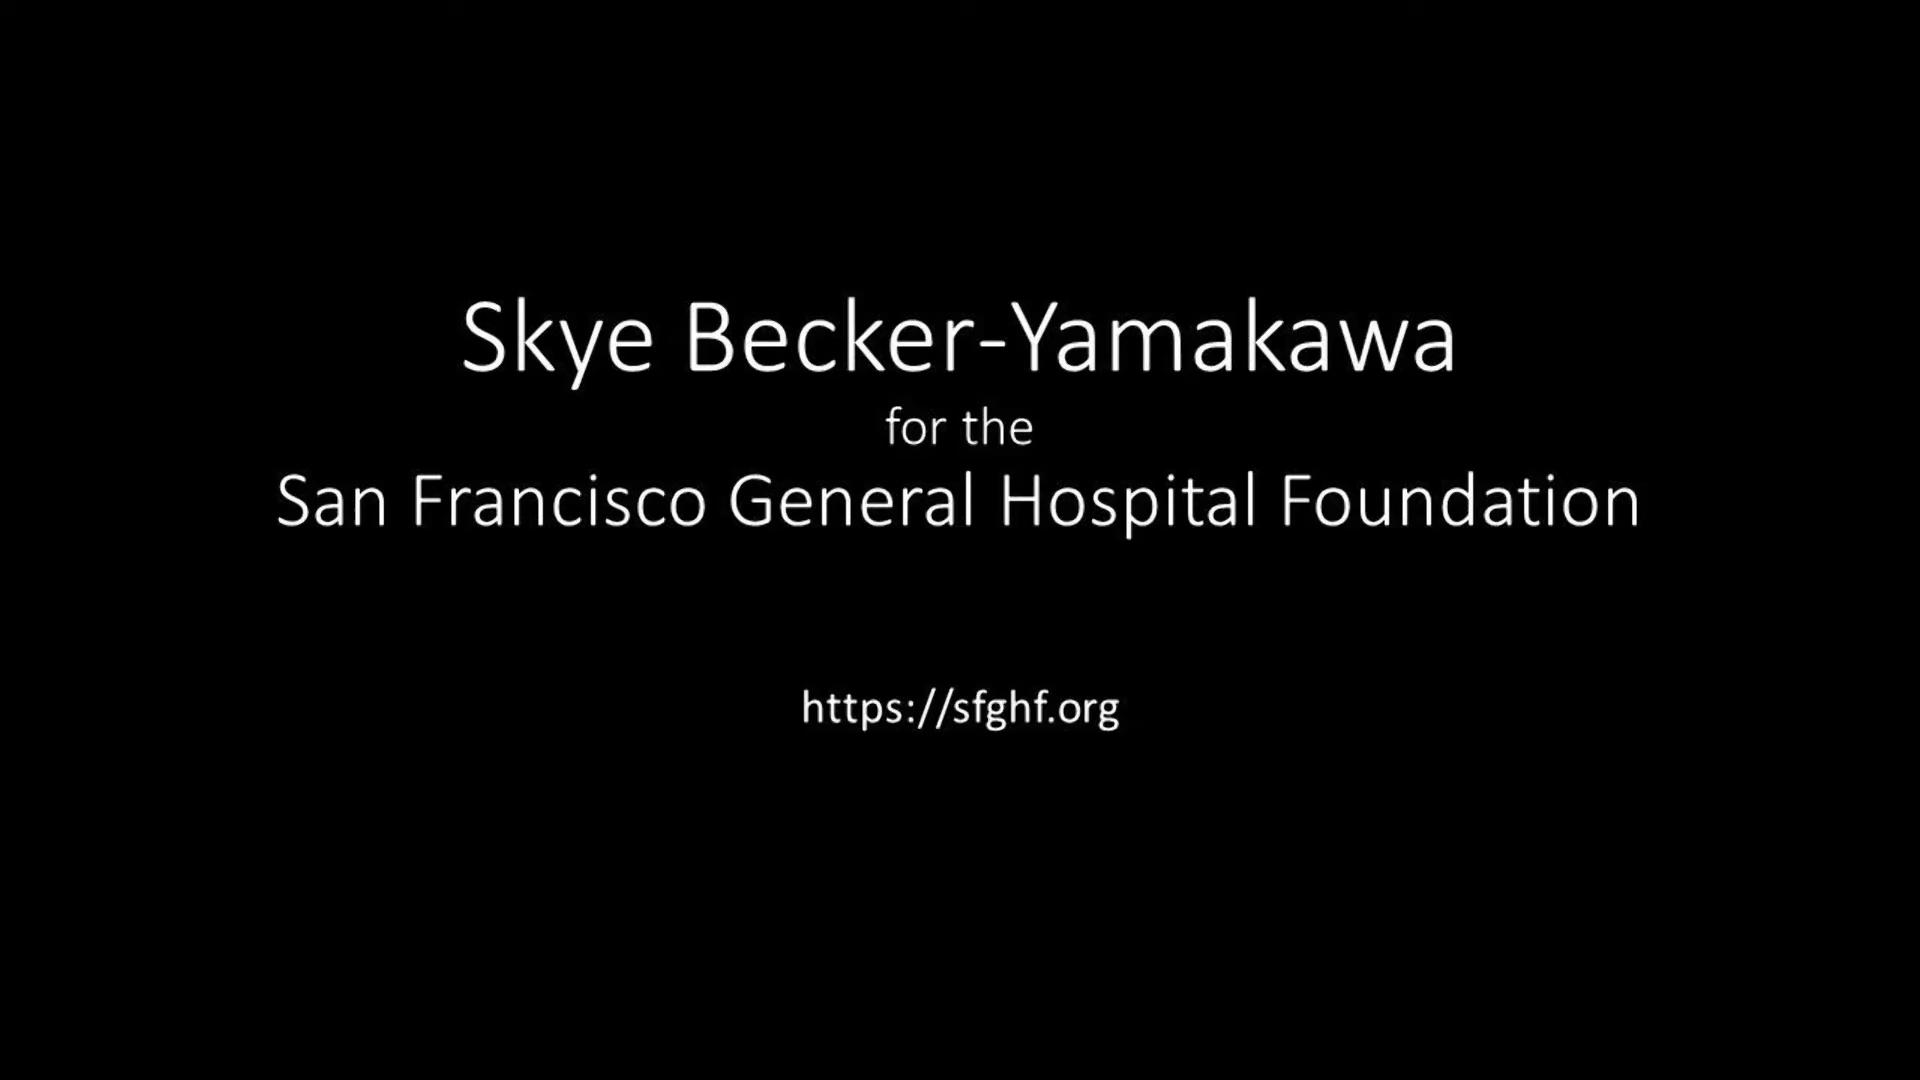 Skye Becker-Yamakawa
for the
San Francisco General Hospital Foundation
https://sfghf.org